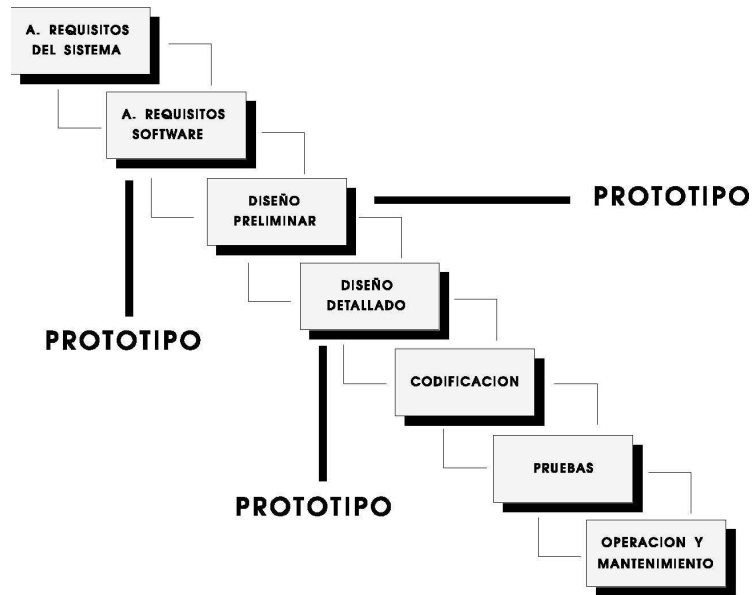 A. REQUISITOS
DEL SISTEMA
A. REQUISITOS
SOFTWARE
DISEÑO
PRELIMINAR
PROTOTIPO
DISEÑO
DETALLADO
PROTOTIPO
CODIFICACION
PRUEBAS
PROTOTIPO
OPERACION Y
MANTENIMIENTO